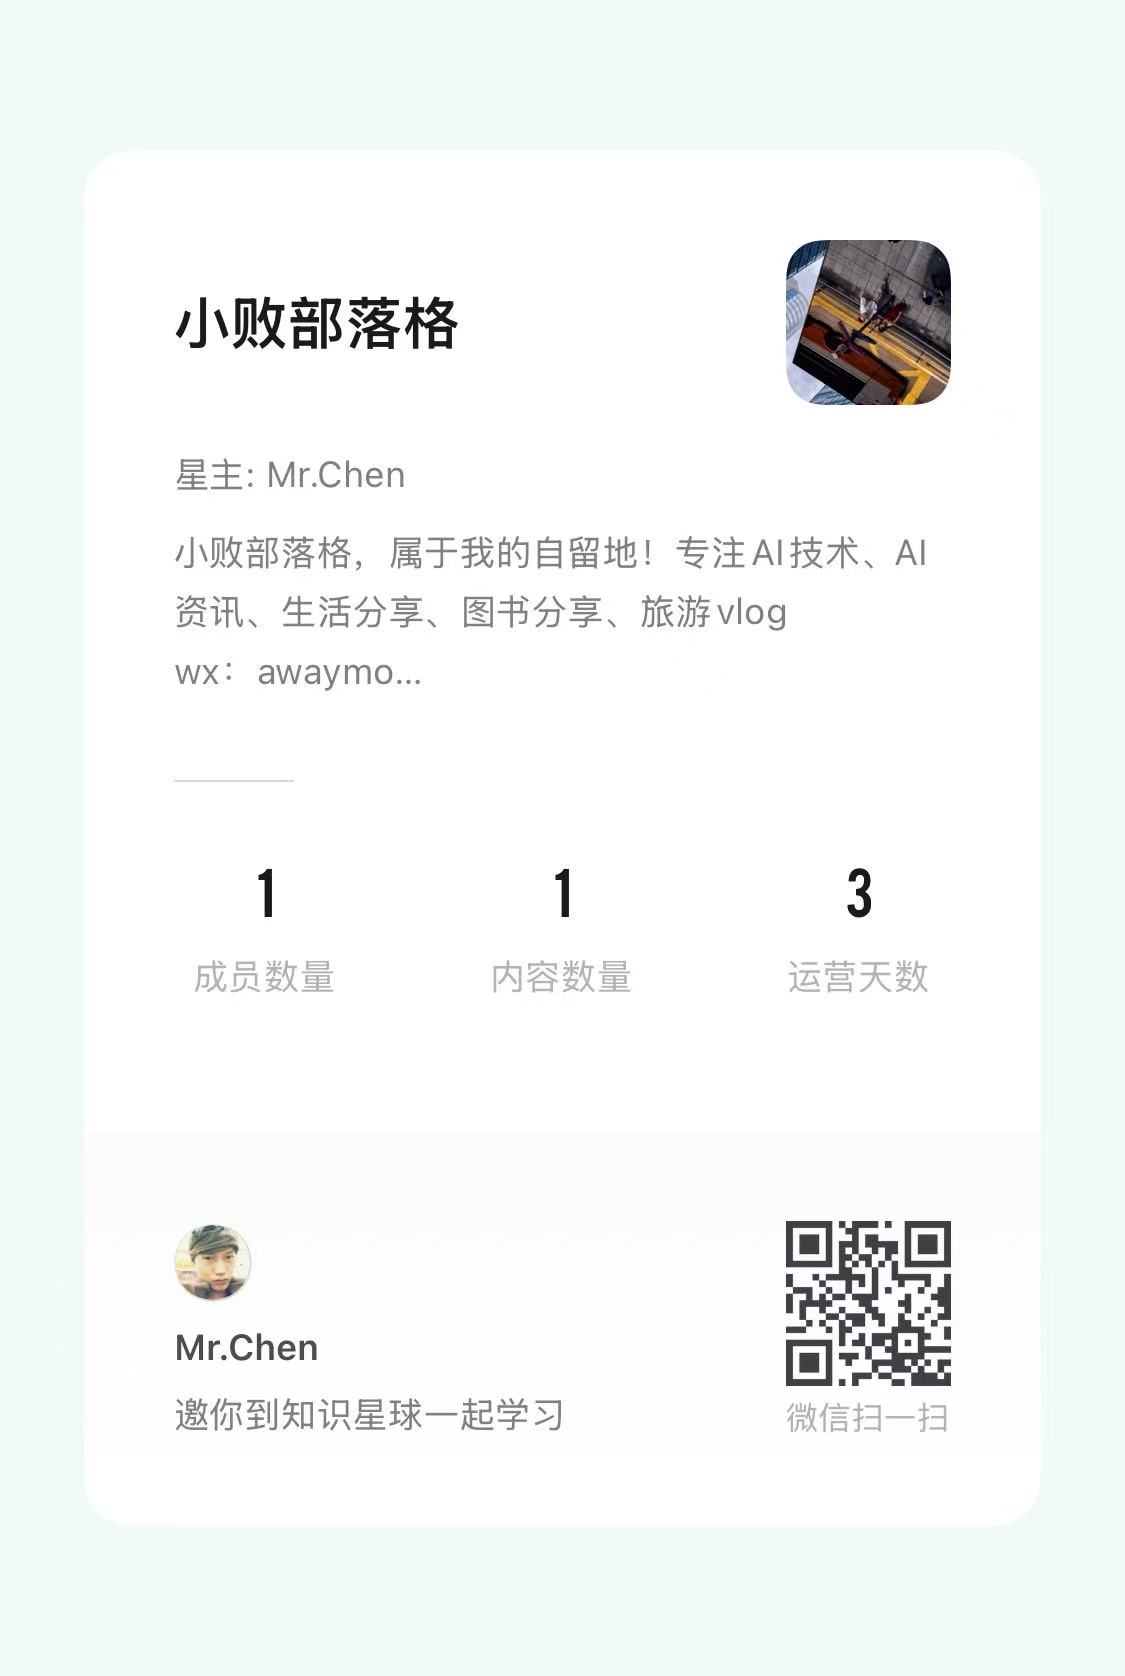 小败部落格
星主: Mr.Chen
小败部落格，属于我的自留地！专注AI技术、AI
资讯、生活分享、图书分享、旅游vlog
wx：awaymo...
1
1
3
成员数量
内容数量
运营天数
Mr.Chen
邀你到知识星球一起学习
微信扫一扫